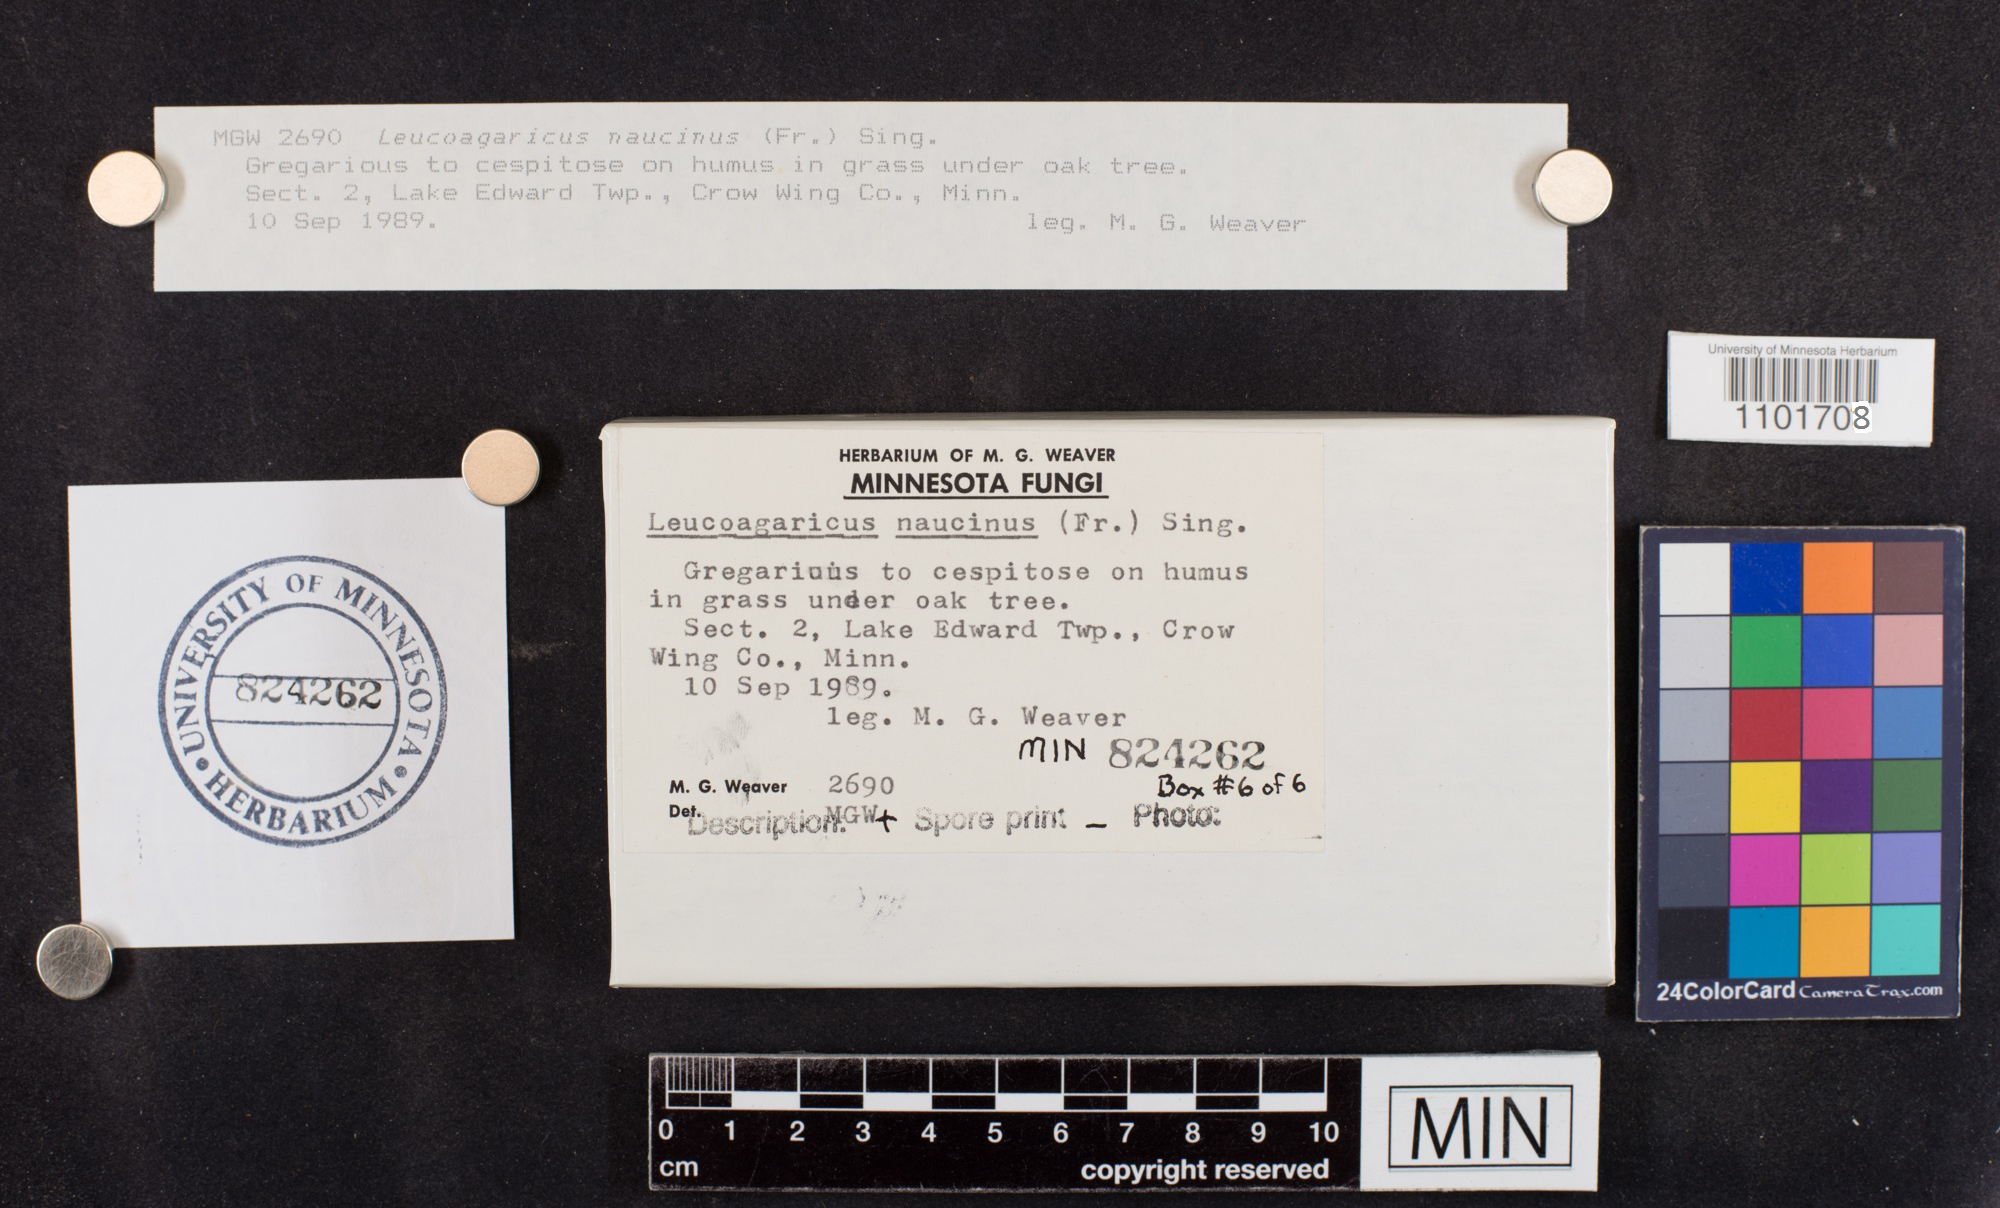 MGW 2690 Leucoagaricus naucinus (Fr.) Sing.
Gregarious to cespitose on humus in grass under oak tree.
Sect. 2, Lake Edward Twp., Crow Wing Co., Minn.
10 Sep 1989.
leg. M. G. Weaver
University of Minnesota Herbarium
1101708
UNIVERSITY OF MINNESOTA
824262
HERBARIUM
HERBARIUM OF M. G. WEAVER
MINNESOTA FUNGI
Leucoagaricus naucinus (Fr.) Sing.
Gregarious to cespitose on humus
in grass under oak tree.
Sect. 2, Lake Edward Twp., Crow
Wing Co., Minn.
10 Sep 1989.
leg. M. G. Weaver
MIN 824262
M. G. Weaver 2690
Box #6 of 6
Det. MGW
Description: + Spore print _ Photo:
24ColorCard CameraTrax.com
0 1 2 3 4 5 6 7 8 9 10
cm copyright reserved
MIN